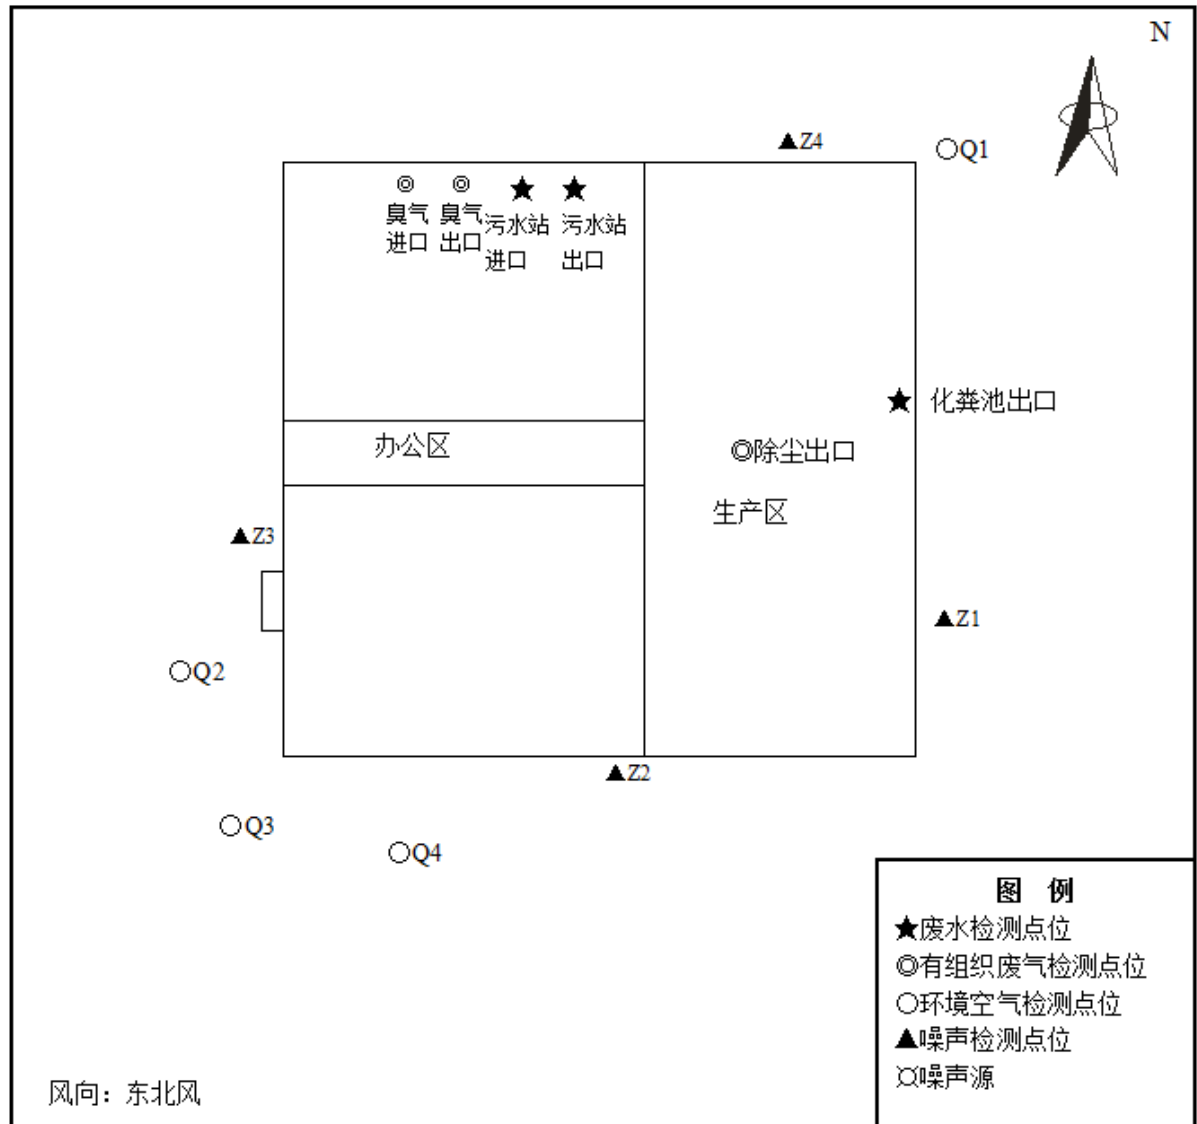 N
Z4
Q1
臭气
进口
臭气
出口
污水站
进口
污水站
出口
化粪池出口
办公区
除尘出口
生产区
Z3
Z1
Q2
Z2
Q3
Q4
图 例
废水检测点位
有组织废气检测点位
环境空气检测点位
噪声检测点位
噪声源
风向：东北风